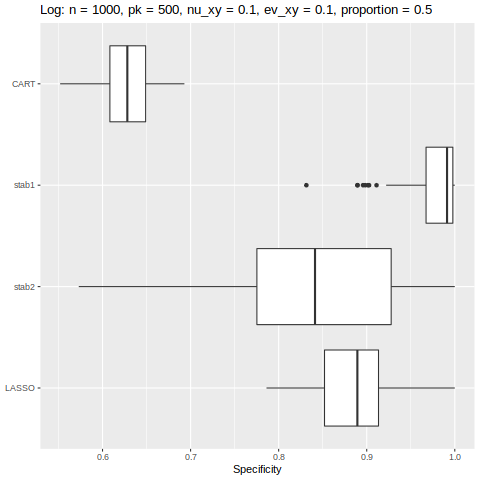 Log: n = 1000, pk = 500, nu_xy = 0.1, ev_xy = 0.1, proportion = 0.5
CART
stab1
stab2
LASSO
0.6 0.7 0.8 0.9 1.0
Specificity